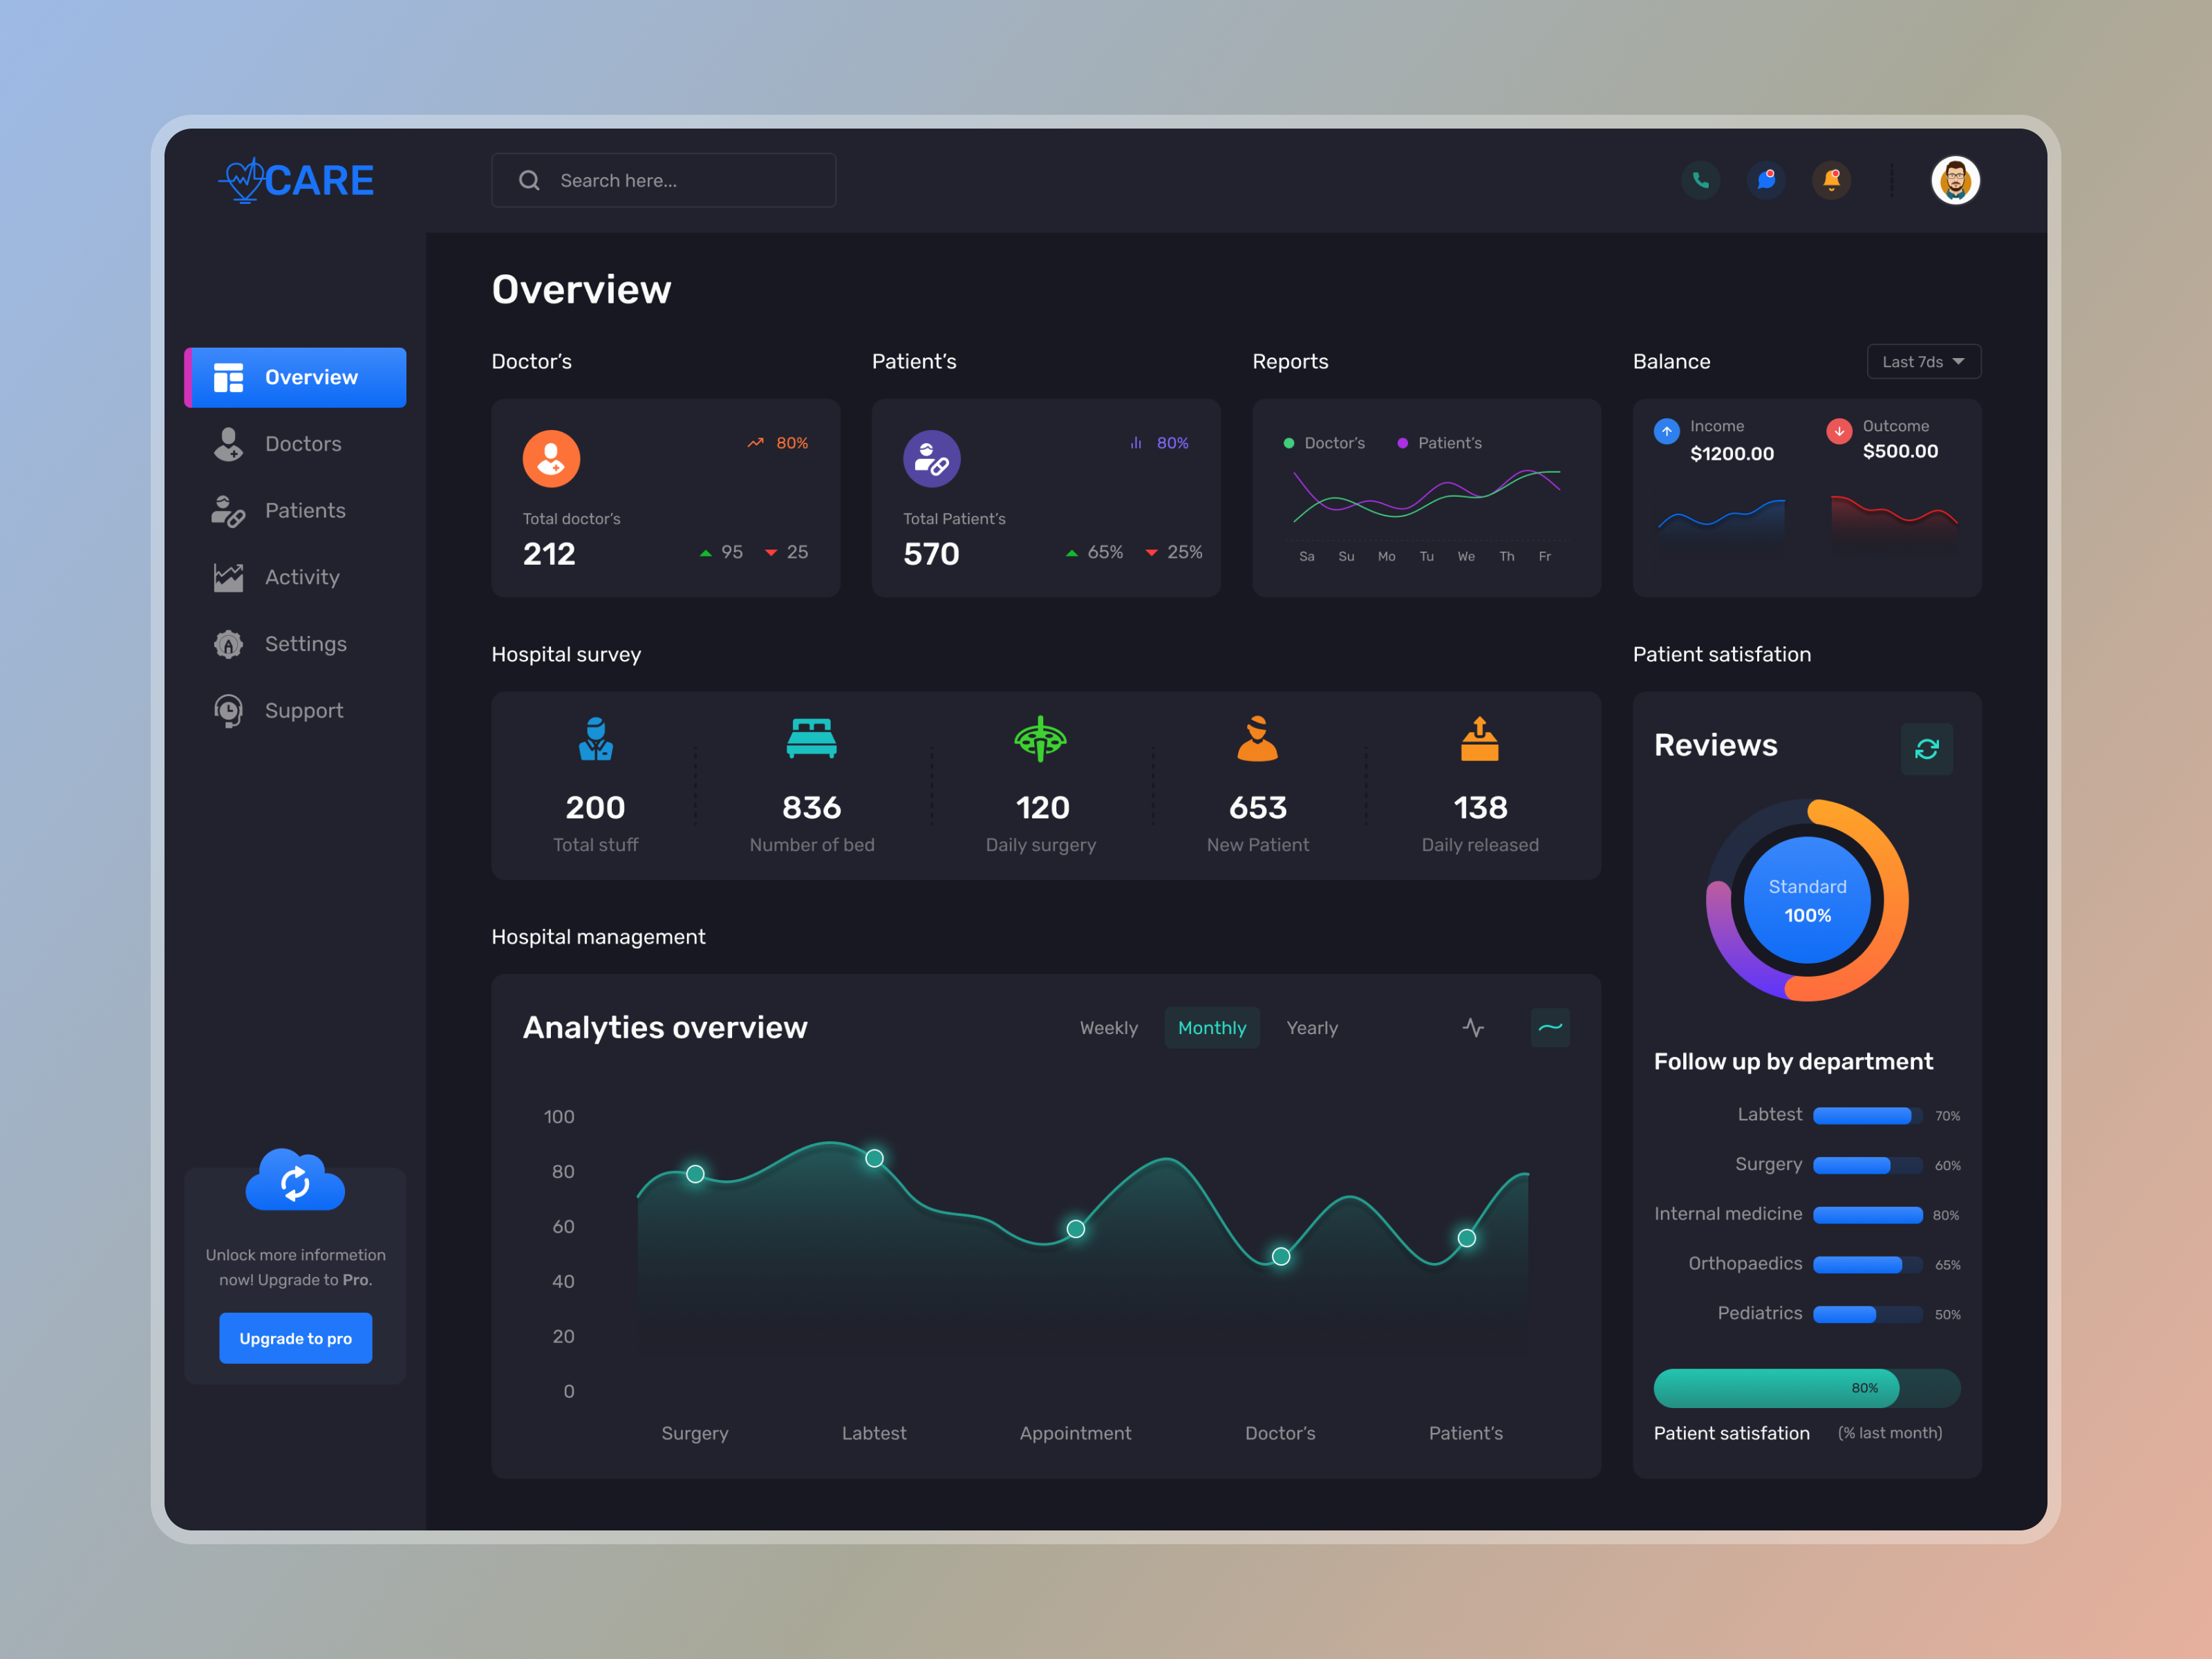 CARE
Search here...
Overview
Doctors
Patients
Activity
Settings
Support
Unlock more informetion
now! Upgrade to Pro.
Upgrade to pro
Overview
Doctor's
80%
Total doctor's
212
95
25
Patient's
80%
Total Patient's
570
65%
25%
Reports
Doctor's
Patient's
Sa Su Mo Tu We Th Fr
Balance
Last 7ds
Income
$1200.00
Outcome
$500.00
Hospital survey
200
Total stuff
836
Number of bed
120
Daily surgery
653
New Patient
138
Daily released
Hospital management
Analyties overview
Weekly Monthly Yearly
100
80
60
40
20
0
Surgery Labtest Appointment Doctor's Patient's
Patient satisfation
Reviews
Standard
100%
Follow up by department
Labtest 70%
Surgery 60%
Internal medicine 80%
Orthopaedics 65%
Pediatrics 50%
80%
Patient satisfation (% last month)